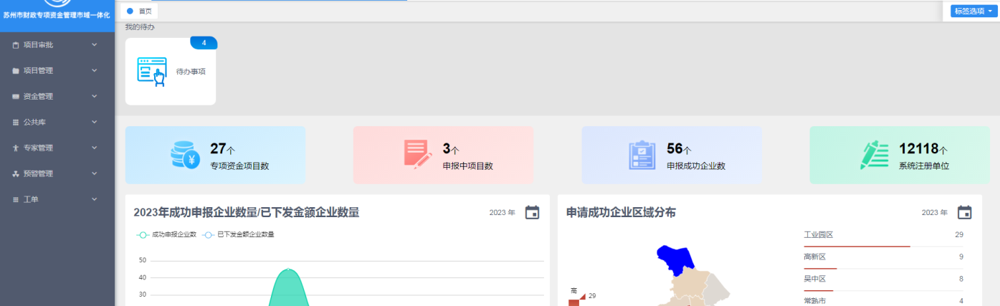 苏州市财政专项资金管理市域一体化
首页
标签选项
项目审批
项目管理
资金管理
公共库
专家管理
预警管理
工单
我的待办
4
待办事项
27个
专项资金项目数
3个
申报中项目数
56个
申报成功企业数
12118个
系统注册单位
2023年成功申报企业数量/已下发金额企业数量
2023 年
成功申报企业数
已下发金额企业数量
50
40
30
申请成功企业区域分布
2023 年
高
29
工业园区 29
高新区 9
吴中区 8
常熟市 4